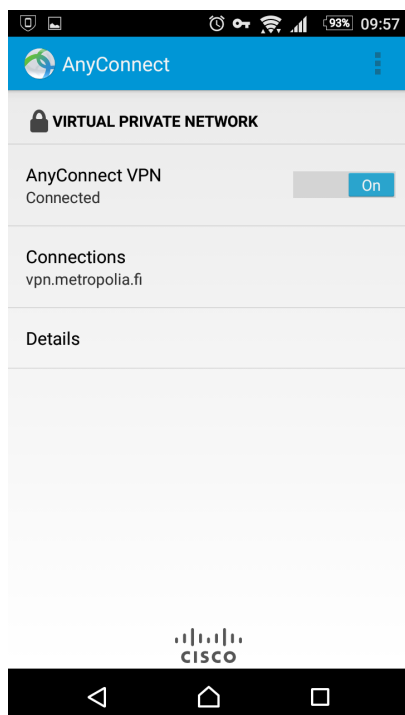 93% 09:57
AnyConnect
VIRTUAL PRIVATE NETWORK
AnyConnect VPN
Connected
On
Connections
vpn.metropolia.fi
Details
CISCO